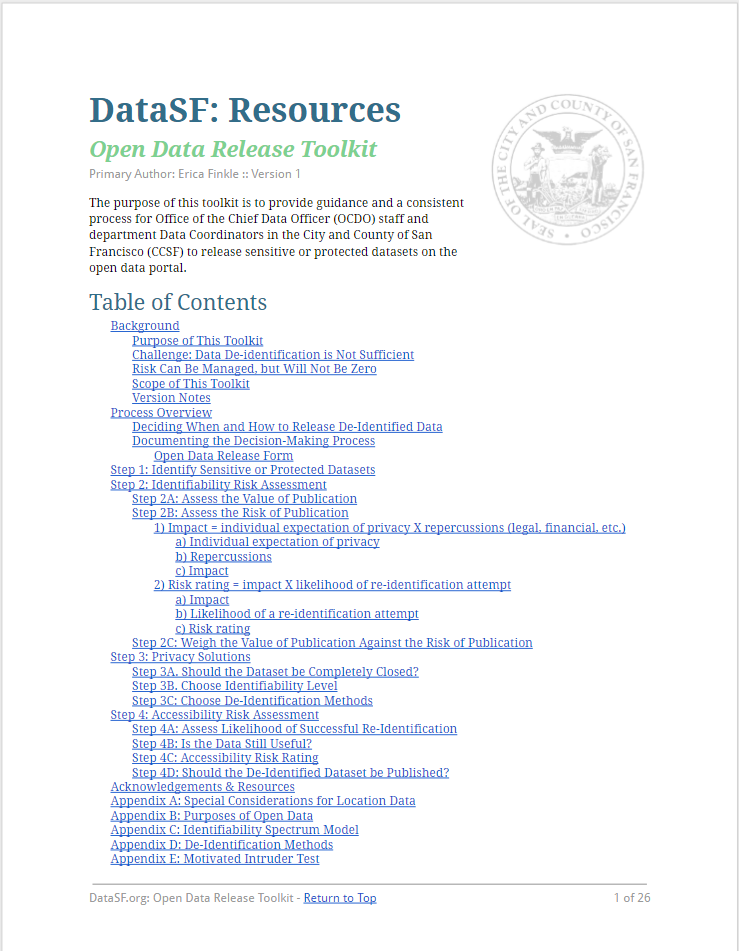 DataSF: Resources
Open Data Release Toolkit
Primary Author: Erica Finkle :: Version 1
SEAL OF THE CITY AND COUNTY OF SAN FRANCISCO
The purpose of this toolkit is to provide guidance and a consistent
process for Office of the Chief Data Officer (OCDO) staff and
department Data Coordinators in the City and County of San
Francisco (CCSF) to release sensitive or protected datasets on the
open data portal.
Table of Contents
Background
Purpose of This Toolkit
Challenge: Data De-identification is Not Sufficient
Risk Can Be Managed, but Will Not Be Zero
Scope of This Toolkit
Version Notes
Process Overview
Deciding When and How to Release De-Identified Data
Documenting the Decision-Making Process
Open Data Release Form
Step 1: Identify Sensitive or Protected Datasets
Step 2: Identifiability Risk Assessment
Step 2A: Assess the Value of Publication
Step 2B: Assess the Risk of Publication
1) Impact = individual expectation of privacy X repercussions (legal, financial, etc.)
a) Individual expectation of privacy
b) Repercussions
c) Impact
2) Risk rating = impact X likelihood of re-identification attempt
a) Impact
b) Likelihood of a re-identification attempt
c) Risk rating
Step 2C: Weigh the Value of Publication Against the Risk of Publication
Step 3: Privacy Solutions
Step 3A. Should the Dataset be Completely Closed?
Step 3B. Choose Identifiability Level
Step 3C: Choose De-Identification Methods
Step 4: Accessibility Risk Assessment
Step 4A: Assess Likelihood of Successful Re-Identification
Step 4B: Is the Data Still Useful?
Step 4C: Accessibility Risk Rating
Step 4D: Should the De-Identified Dataset be Published?
Acknowledgements & Resources
Appendix A: Special Considerations for Location Data
Appendix B: Purposes of Open Data
Appendix C: Identifiability Spectrum Model
Appendix D: De-Identification Methods
Appendix E: Motivated Intruder Test
DataSF.org: Open Data Release Toolkit - Return to Top
1 of 26